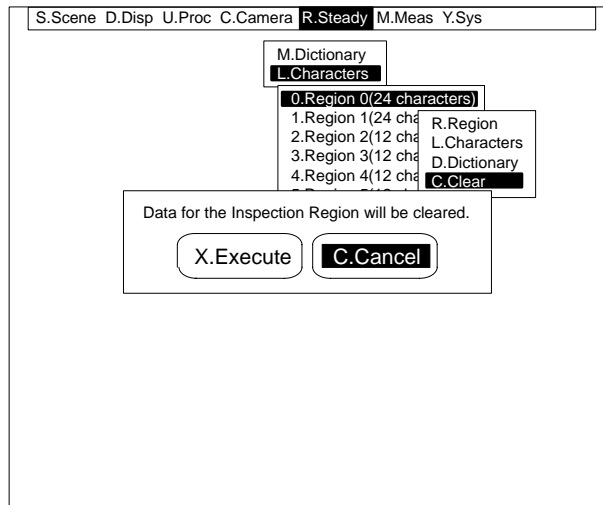 S.Scene D.Disp U.Proc C.Camera R.Steady M.Meas Y.Sys
M.Dictionary
L.Characters
0.Region 0(24 characters)
1.Region 1(24 cha
2.Region 2(12 cha
3.Region 3(12 cha
4.Region 4(12 cha
R.Region
L.Characters
D.Dictionary
C.Clear
Data for the Inspection Region will be cleared.
X.Execute C.Cancel